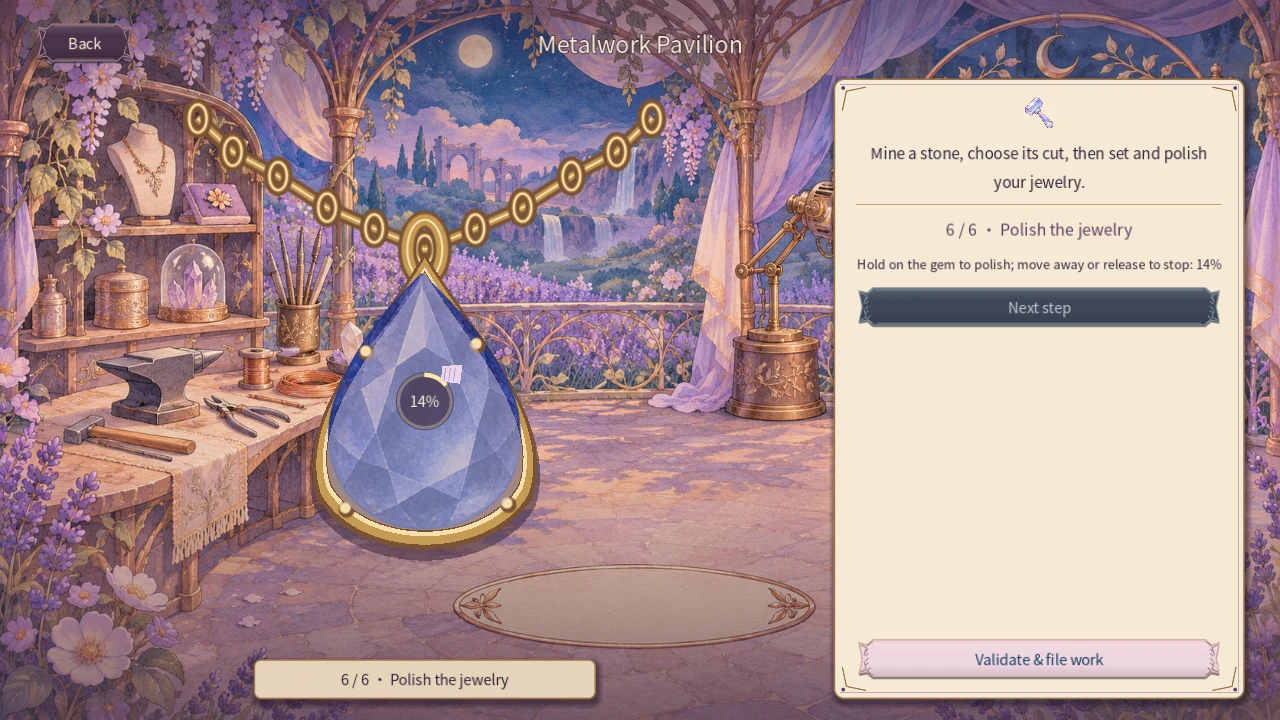 Back
Metalwork Pavilion
Mine a stone, choose its cut, then set and polish
your jewelry.
6 / 6 • Polish the jewelry
Hold on the gem to polish; move away or release to stop: 14%
Next step
14%
Validate & file work
6 / 6 • Polish the jewelry